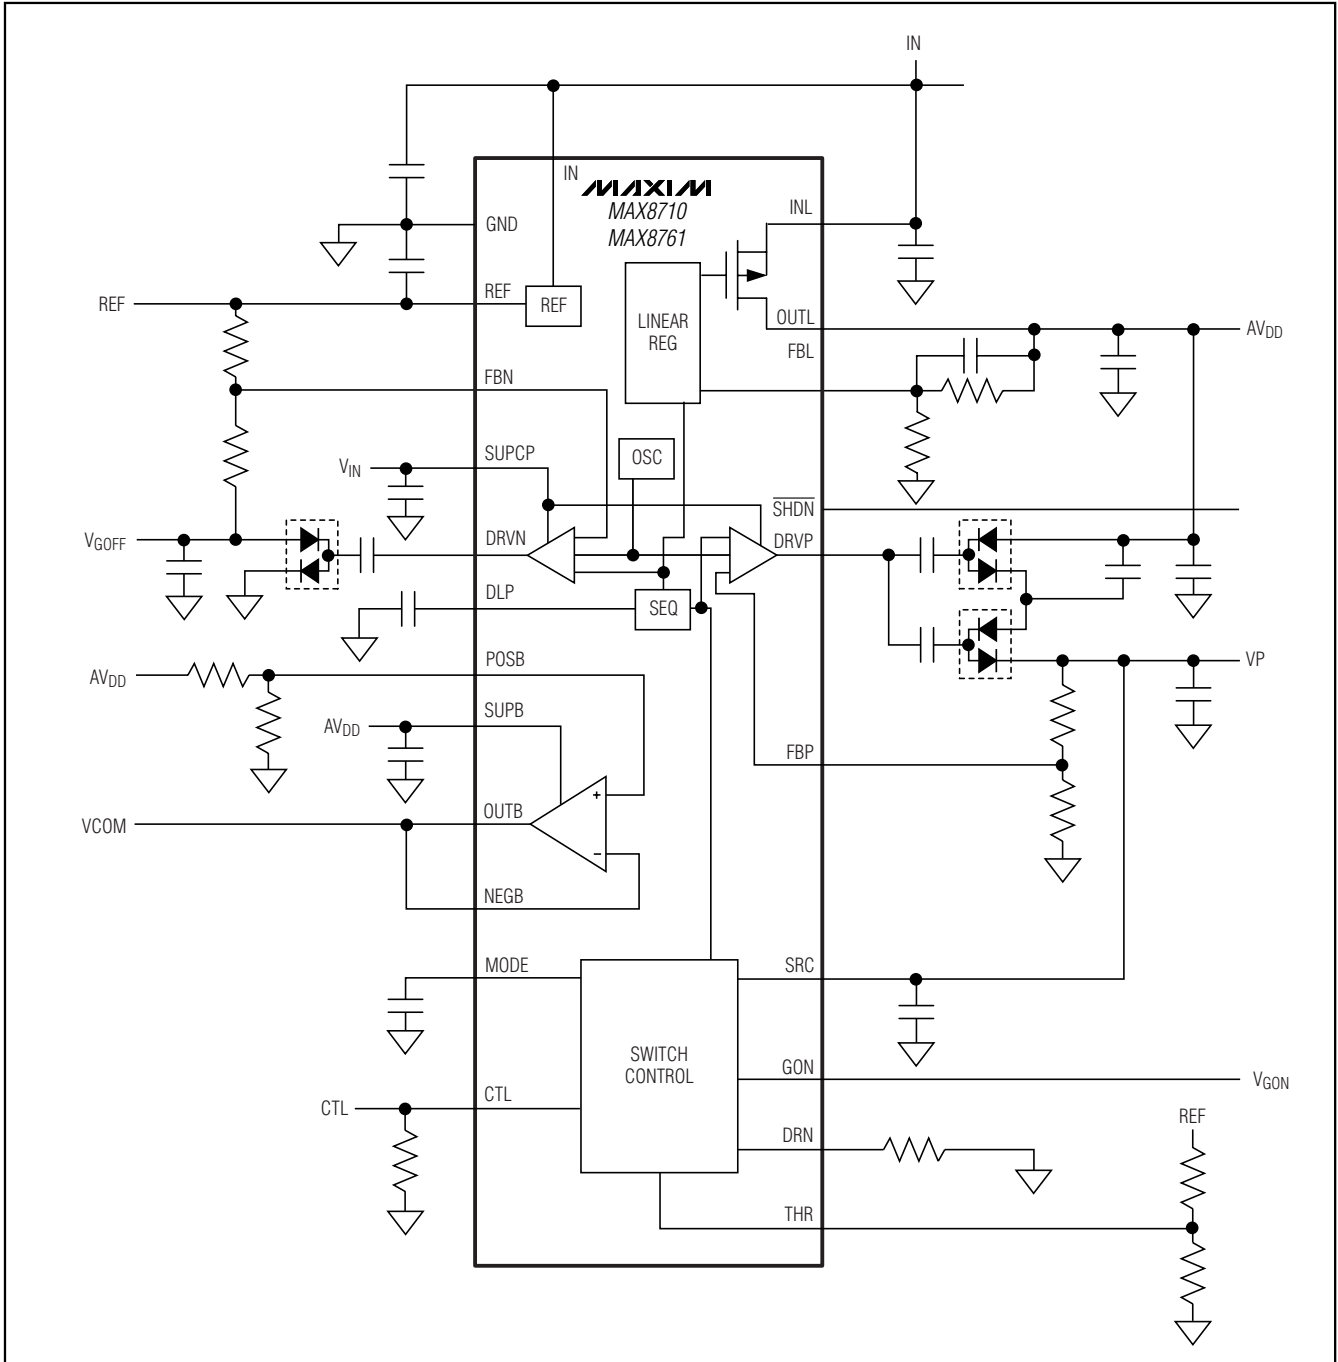 IN
IN
MAXIM
MAX8710
MAX8761
INL
GND
REF
REF
REF
LINEAR
REG
OUTL
AVDD
FBL
FBN
SUPCP
VIN
OSC
SHDN
VGOFF
DRVN
DRVP
DLP
SEQ
POSB
AVDD
VP
SUPB
AVDD
FBP
+
OUTB
VCOM
−
NEGB
MODE
SRC
SWITCH
CONTROL
GON
VGON
CTL
CTL
REF
DRN
THR